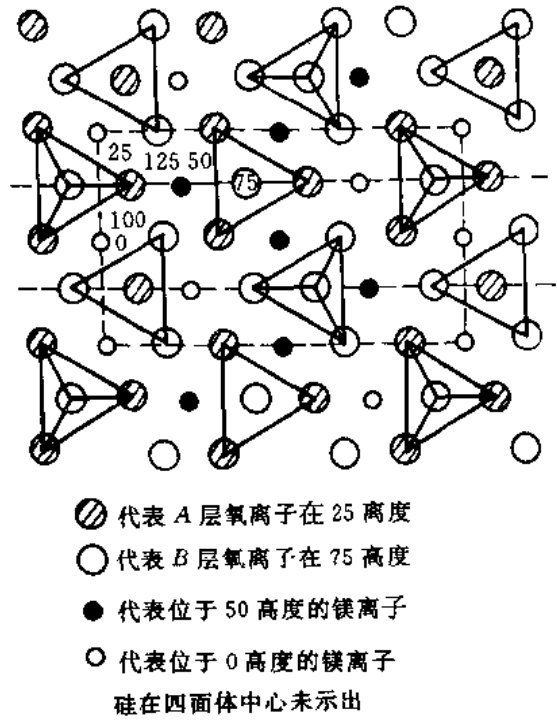 25 125 50
75
100
0
代表 A 层氧离子在 25 离度
代表 B 层氧离了在 75 高度
代表位于 50 高度的镁离子
代表位于 0 高度的镁离子
硅在四面体中心未示出